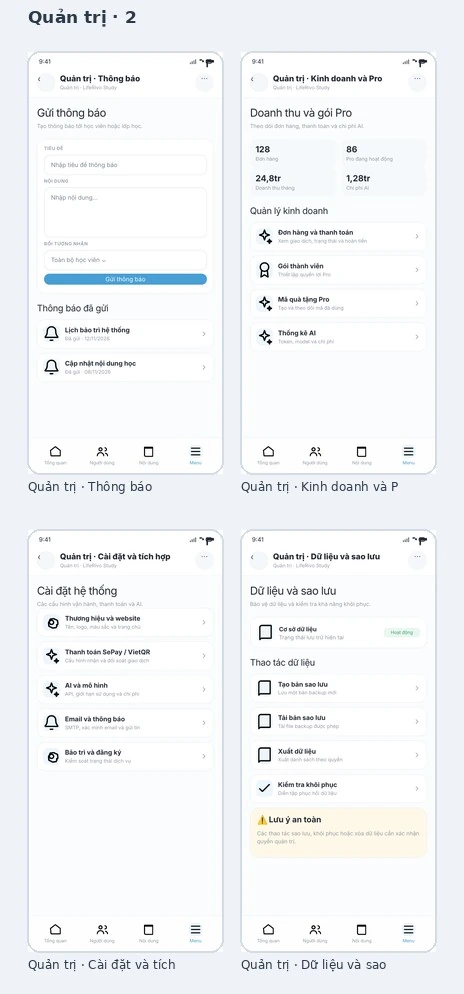 Quản trị · 2
9:41
Quản trị · Thông báo
Quản trị · LifeRivo Study
Gửi thông báo
Tạo thông báo tới học viên hoặc lớp học.
TIÊU ĐỀ
Nhập tiêu đề thông báo
NỘI DUNG
Nhập nội dung...
ĐỐI TƯỢNG NHẬN
Toàn bộ học viên
Gửi thông báo
Thông báo đã gửi
Lịch bảo trì hệ thống
Đã gửi · 12/11/2026
Cập nhật nội dung học
Đã gửi · 08/11/2026
Tổng quan
Người dùng
Nội dung
Menu
Quản trị · Thông báo
9:41
Quản trị · Kinh doanh và Pro
Quản trị · LifeRivo Study
Doanh thu và gói Pro
Theo dõi đơn hàng, thanh toán và chi phí AI.
128
Đơn hàng
86
Pro đang hoạt động
24,8tr
Doanh thu tháng
1,28tr
Chi phí AI
Quản lý kinh doanh
Đơn hàng và thanh toán
Xem giao dịch, trạng thái và hoàn tiền
Gói thành viên
Thiết lập quyền lợi Pro
Mã quà tặng Pro
Tạo và theo dõi mã đã dùng
Thống kê AI
Token, model và chi phí
Tổng quan
Người dùng
Nội dung
Menu
Quản trị · Kinh doanh và P
9:41
Quản trị · Cài đặt và tích hợp
Quản trị · LifeRivo Study
Cài đặt hệ thống
Các cấu hình vận hành, thanh toán và AI.
Thương hiệu và website
Tên, logo, màu sắc và trang chủ
Thanh toán SePay / VietQR
Cấu hình nhận và đối soát giao dịch
AI và mô hình
API, giới hạn sử dụng và chi phí
Email và thông báo
SMTP, xác minh email và gửi tin
Bảo trì và đăng ký
Kiểm soát trạng thái dịch vụ
Tổng quan
Người dùng
Nội dung
Menu
Quản trị · Cài đặt và tích
9:41
Quản trị · Dữ liệu và sao lưu
Quản trị · LifeRivo Study
Dữ liệu và sao lưu
Bảo vệ dữ liệu và kiểm tra khả năng khôi phục.
Cơ sở dữ liệu
Trạng thái lưu trữ hiện tại
Hoạt động
Thao tác dữ liệu
Tạo bản sao lưu
Lưu một bản backup mới
Tải bản sao lưu
Tải file backup được phép
Xuất dữ liệu
Xuất danh sách theo quyền
Kiểm tra khôi phục
Diễn tập phục hồi dữ liệu
⚠️ Lưu ý an toàn
Các thao tác sao lưu, khôi phục hoặc xóa dữ liệu cần xác nhận
quyền quản trị.
Tổng quan
Người dùng
Nội dung
Menu
Quản trị · Dữ liệu và sao